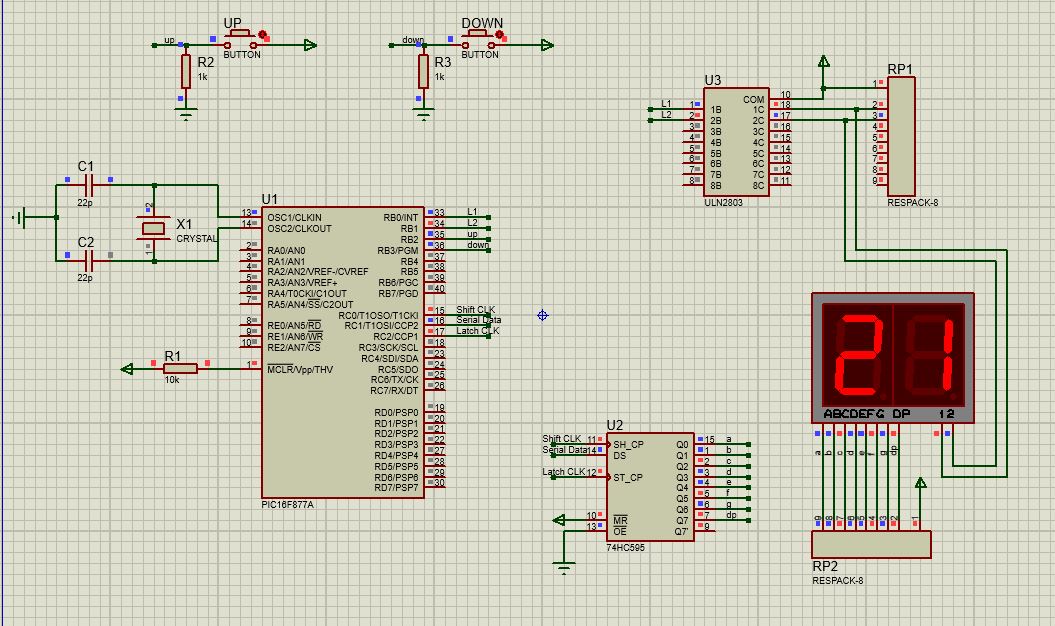 UP
up
BUTTON
R2
1k
DOWN
down
BUTTON
R3
1k
U3
L1 1 1B
L2 2 2B
3 3B
4 4B
5 5B
6 6B
7 7B
8 8B
COM 10
1C 18
2C 17
3C 16
4C 15
5C 14
6C 13
7C 12
8C 11
ULN2803
RP1
1
2
3
4
5
6
7
8
9
RESPACK-8
C1
22p
C2
22p
X1
CRYSTAL
2
1
U1
13 OSC1/CLKIN
14 OSC2/CLKOUT
2 RA0/AN0
3 RA1/AN1
4 RA2/AN2/VREF-/CVREF
5 RA3/AN3/VREF+
6 RA4/T0CKI/C1OUT
7 RA5/AN4/SS/C2OUT
8 RE0/AN5/RD
9 RE1/AN6/WR
10 RE2/AN7/CS
1 MCLR/Vpp/THV
RB0/INT 33 L1
RB1 34 L2
RB2 35 up
RB3/PGM 36 down
RB4 37
RB5 38
RB6/PGC 39
RB7/PGD 40
RC0/T1OSO/T1CKI 15 Shift CLK
RC1/T1OSI/CCP2 16 Serial Data
RC2/CCP1 17 Latch CLK
RC3/SCK/SCL 18
RC4/SDI/SDA 23
RC5/SDO 24
RC6/TX/CK 25
RC7/RX/DT 26
RD0/PSP0 19
RD1/PSP1 20
RD2/PSP2 21
RD3/PSP3 22
RD4/PSP4 27
RD5/PSP5 28
RD6/PSP6 29
RD7/PSP7 30
PIC16F877A
R1
10k
U2
Shift CLK 11 SH_CP
Serial Data 14 DS
Latch CLK 12 ST_CP
10 MR
13 OE
Q0 15 a
Q1 1 b
Q2 2 c
Q3 3 d
Q4 4 e
Q5 5 f
Q6 6 g
Q7 7 dp
Q7' 9
74HC595
21
ABCDEFG DP 12
a b c d e f g dp
9 8 7 6 5 4 3 2 1
RP2
RESPACK-8